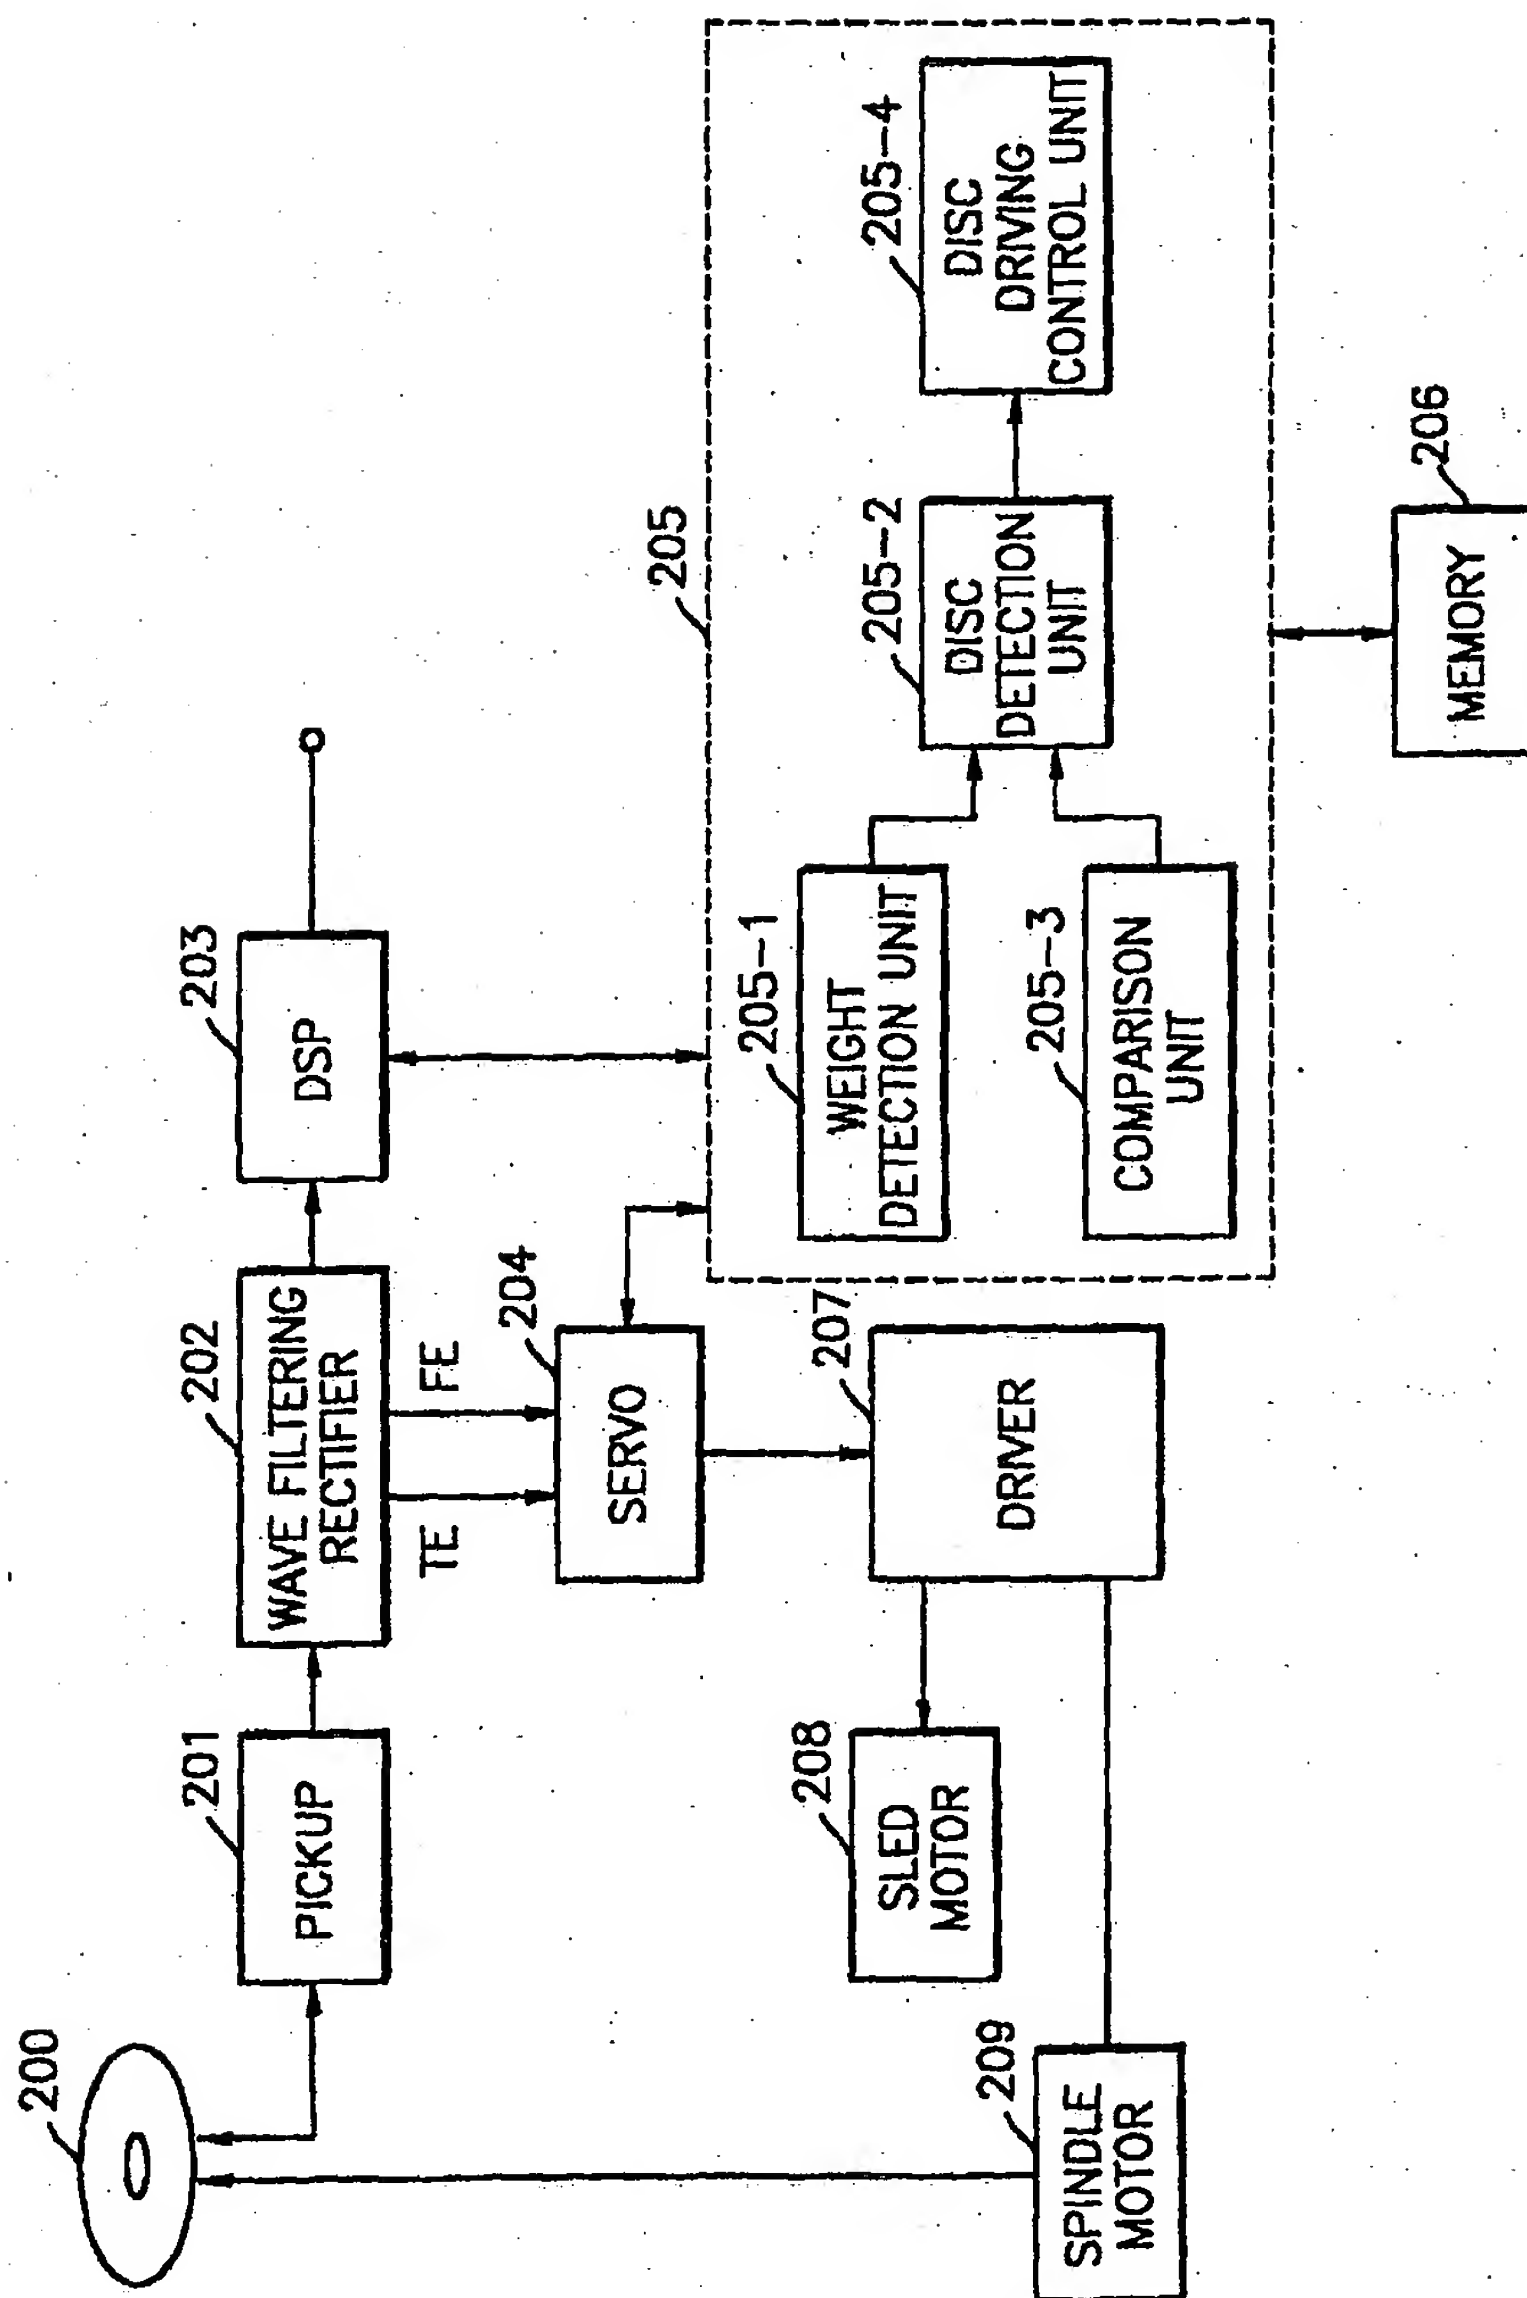 200
201
PICKUP
202
WAVE FILTERING
RECTIFIER
203
DSP
TE
FE
204
SERVO
205
205-1
WEIGHT
DETECTION UNIT
205-2
DISC
DETECTION
UNIT
205-3
COMPARISON
UNIT
205-4
DISC
DRIVING
CONTROL UNIT
206
MEMORY
207
DRIVER
208
SLED
MOTOR
209
SPINDLE
MOTOR